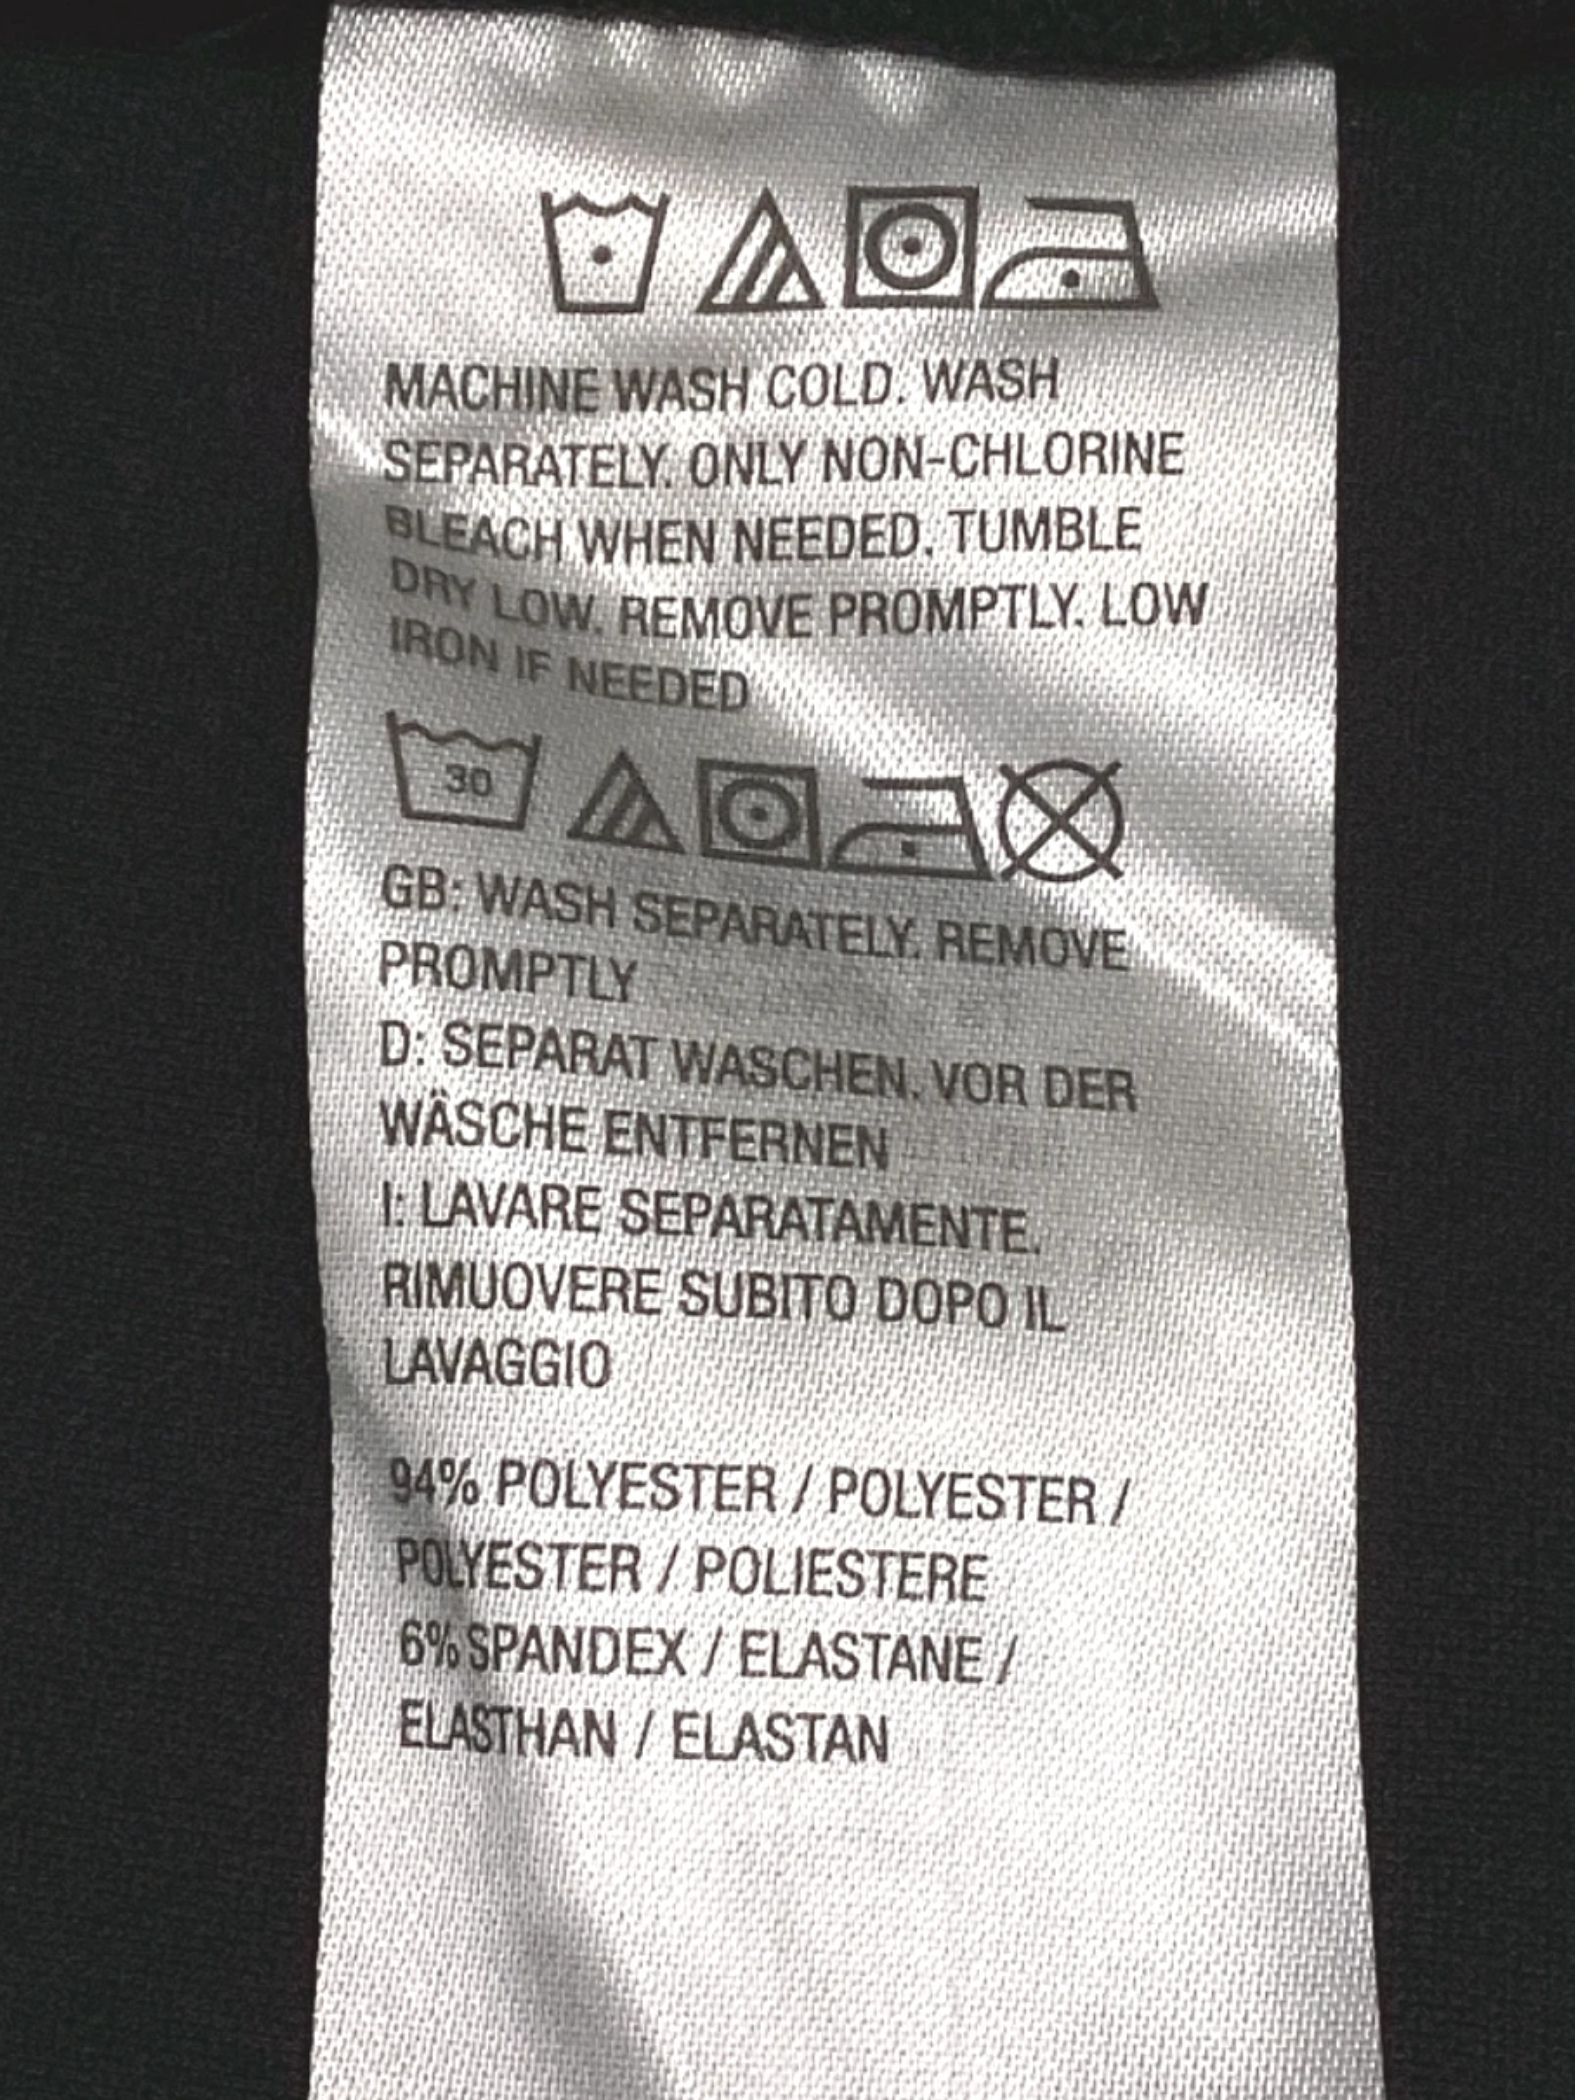 MACHINE WASH COLD. WASH
SEPARATELY. ONLY NON-CHLORINE
BLEACH WHEN NEEDED. TUMBLE
DRY LOW. REMOVE PROMPTLY. LOW
IRON IF NEEDED
30
GB: WASH SEPARATELY. REMOVE
PROMPTLY
D: SEPARAT WASCHEN. VOR DER
WÄSCHE ENTFERNEN
I: LAVARE SEPARATAMENTE.
RIMUOVERE SUBITO DOPO IL
LAVAGGIO
94% POLYESTER / POLYESTER /
POLYESTER / POLIESTERE
6% SPANDEX / ELASTANE /
ELASTHAN / ELASTAN